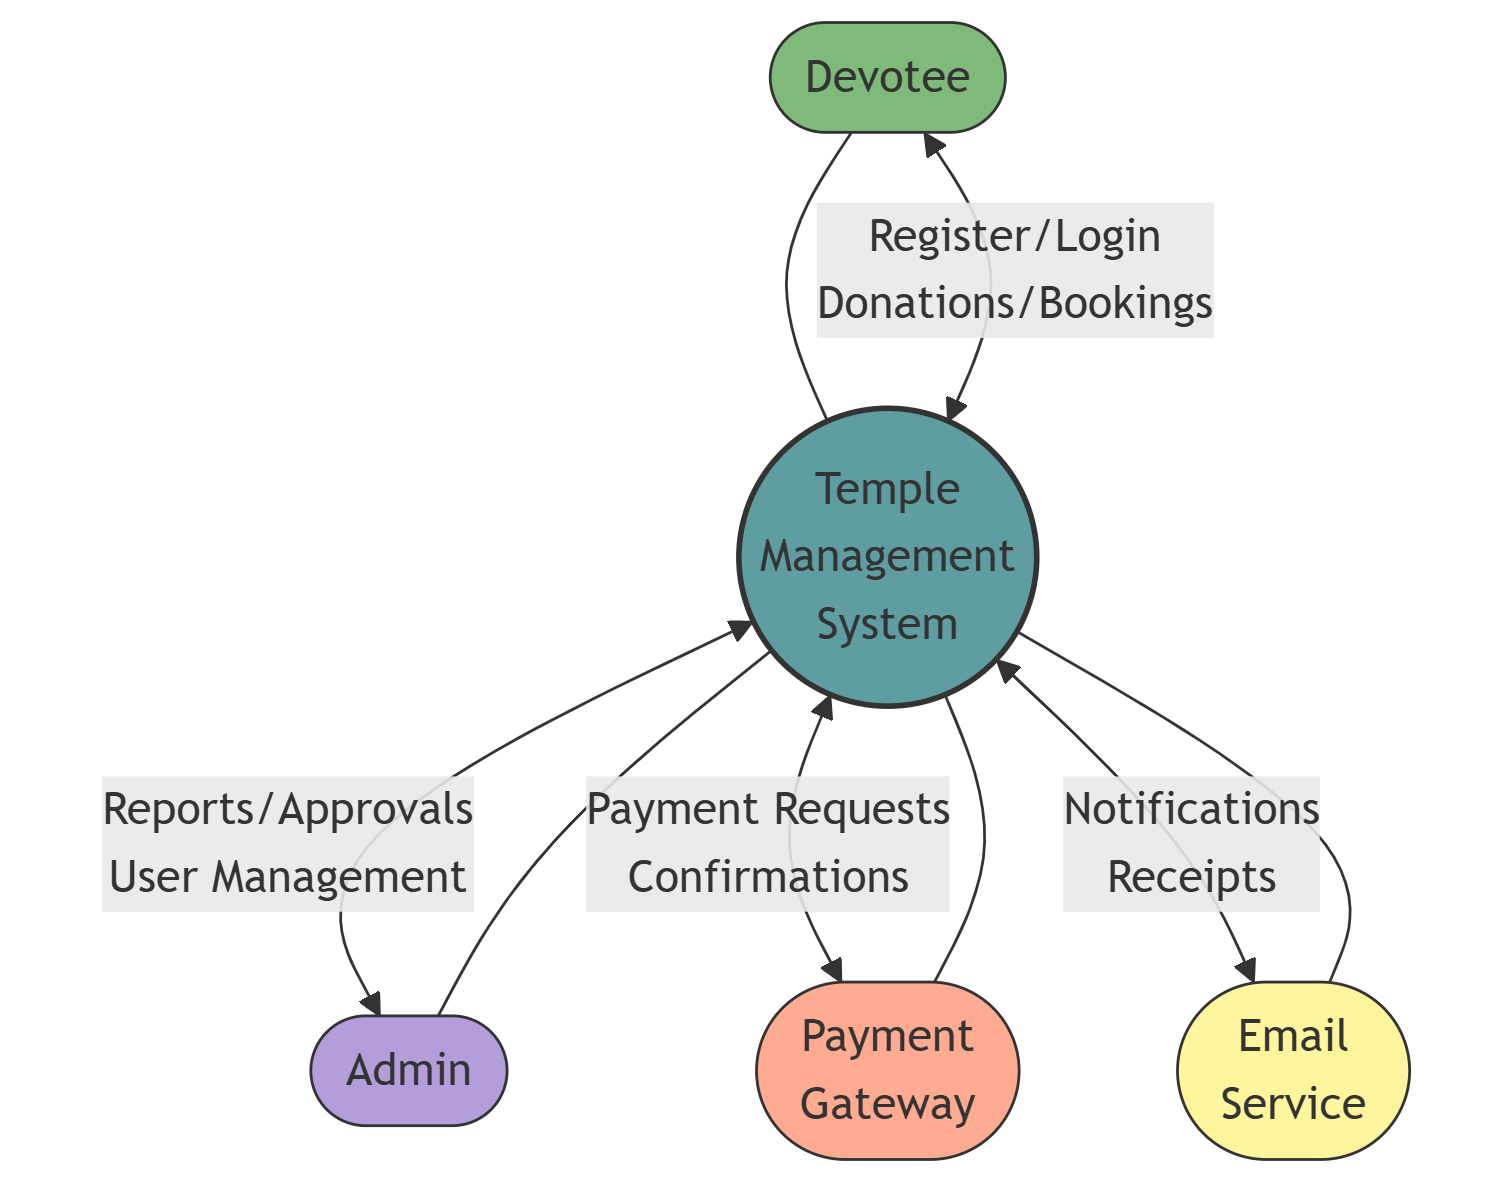 Devotee
Register/Login
Donations/Bookings
Temple
Management
System
Reports/Approvals
User Management
Payment Requests
Confirmations
Notifications
Receipts
Admin
Payment
Gateway
Email
Service